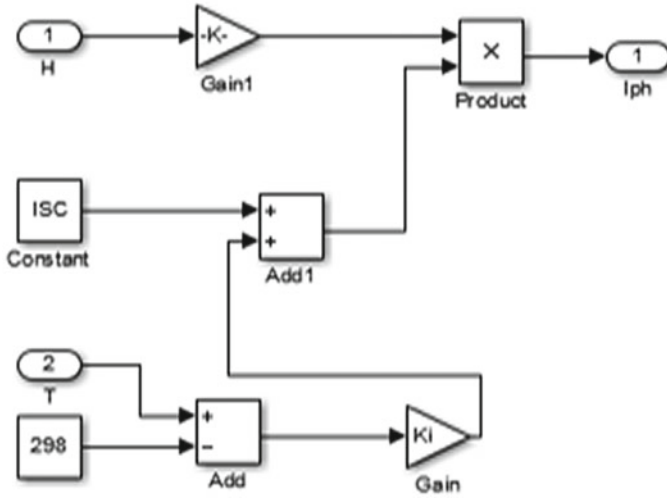 1
H
-K-
Gain1
×
Product
1
Iph
ISC
Constant
+
+
Add1
2
T
298
+
−
Add
Ki
Gain